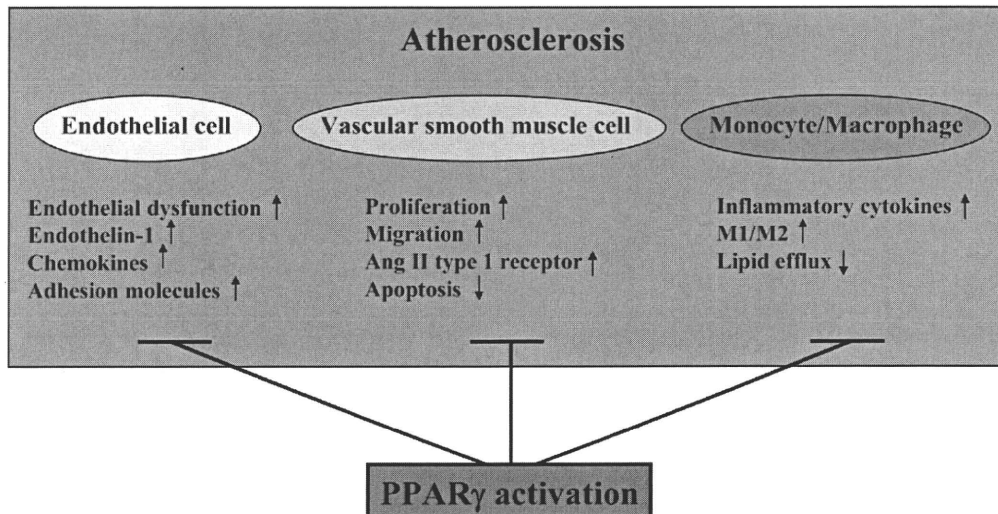 Atherosclerosis
Endothelial cell
Vascular smooth muscle cell
Monocyte/Macrophage
Endothelial dysfunction ↑
Endothelin-1 ↑
Chemokines ↑
Adhesion molecules ↑
Proliferation ↑
Migration ↑
Ang II type 1 receptor ↑
Apoptosis ↓
Inflammatory cytokines ↑
M1/M2 ↑
Lipid efflux ↓
PPARγ activation